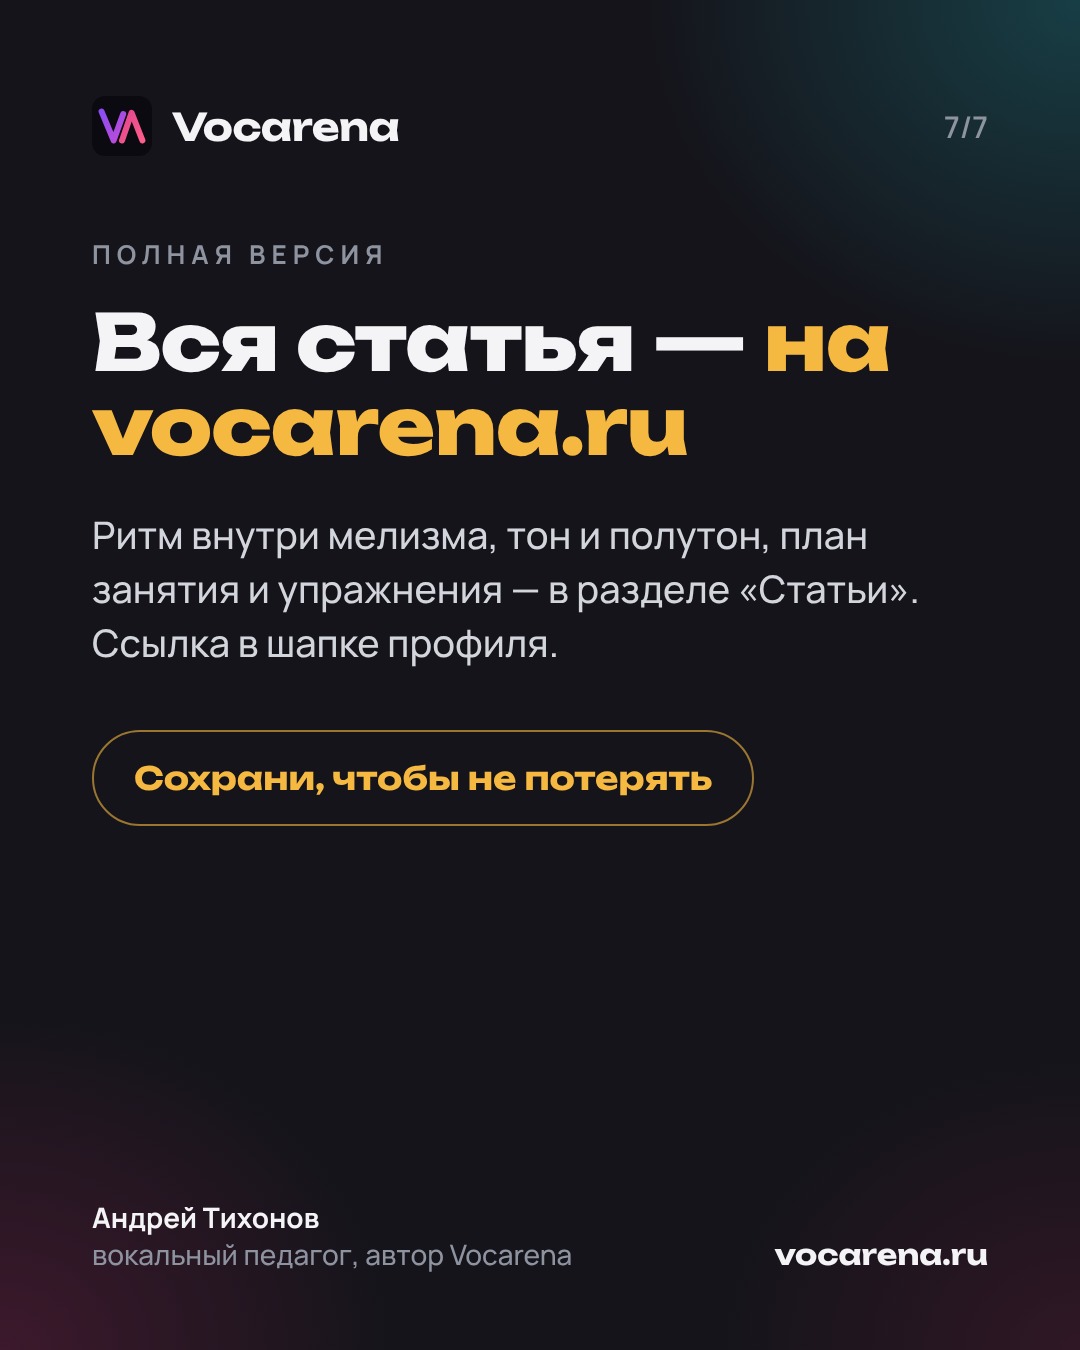 Vocarena
7/7
ПОЛНАЯ ВЕРСИЯ
Вся статья — на
vocarena.ru
Ритм внутри мелизма, тон и полутон, план
занятия и упражнения — в разделе «Статьи».
Ссылка в шапке профиля.
Сохрани, чтобы не потерять
Андрей Тихонов
вокальный педагог, автор Vocarena
vocarena.ru